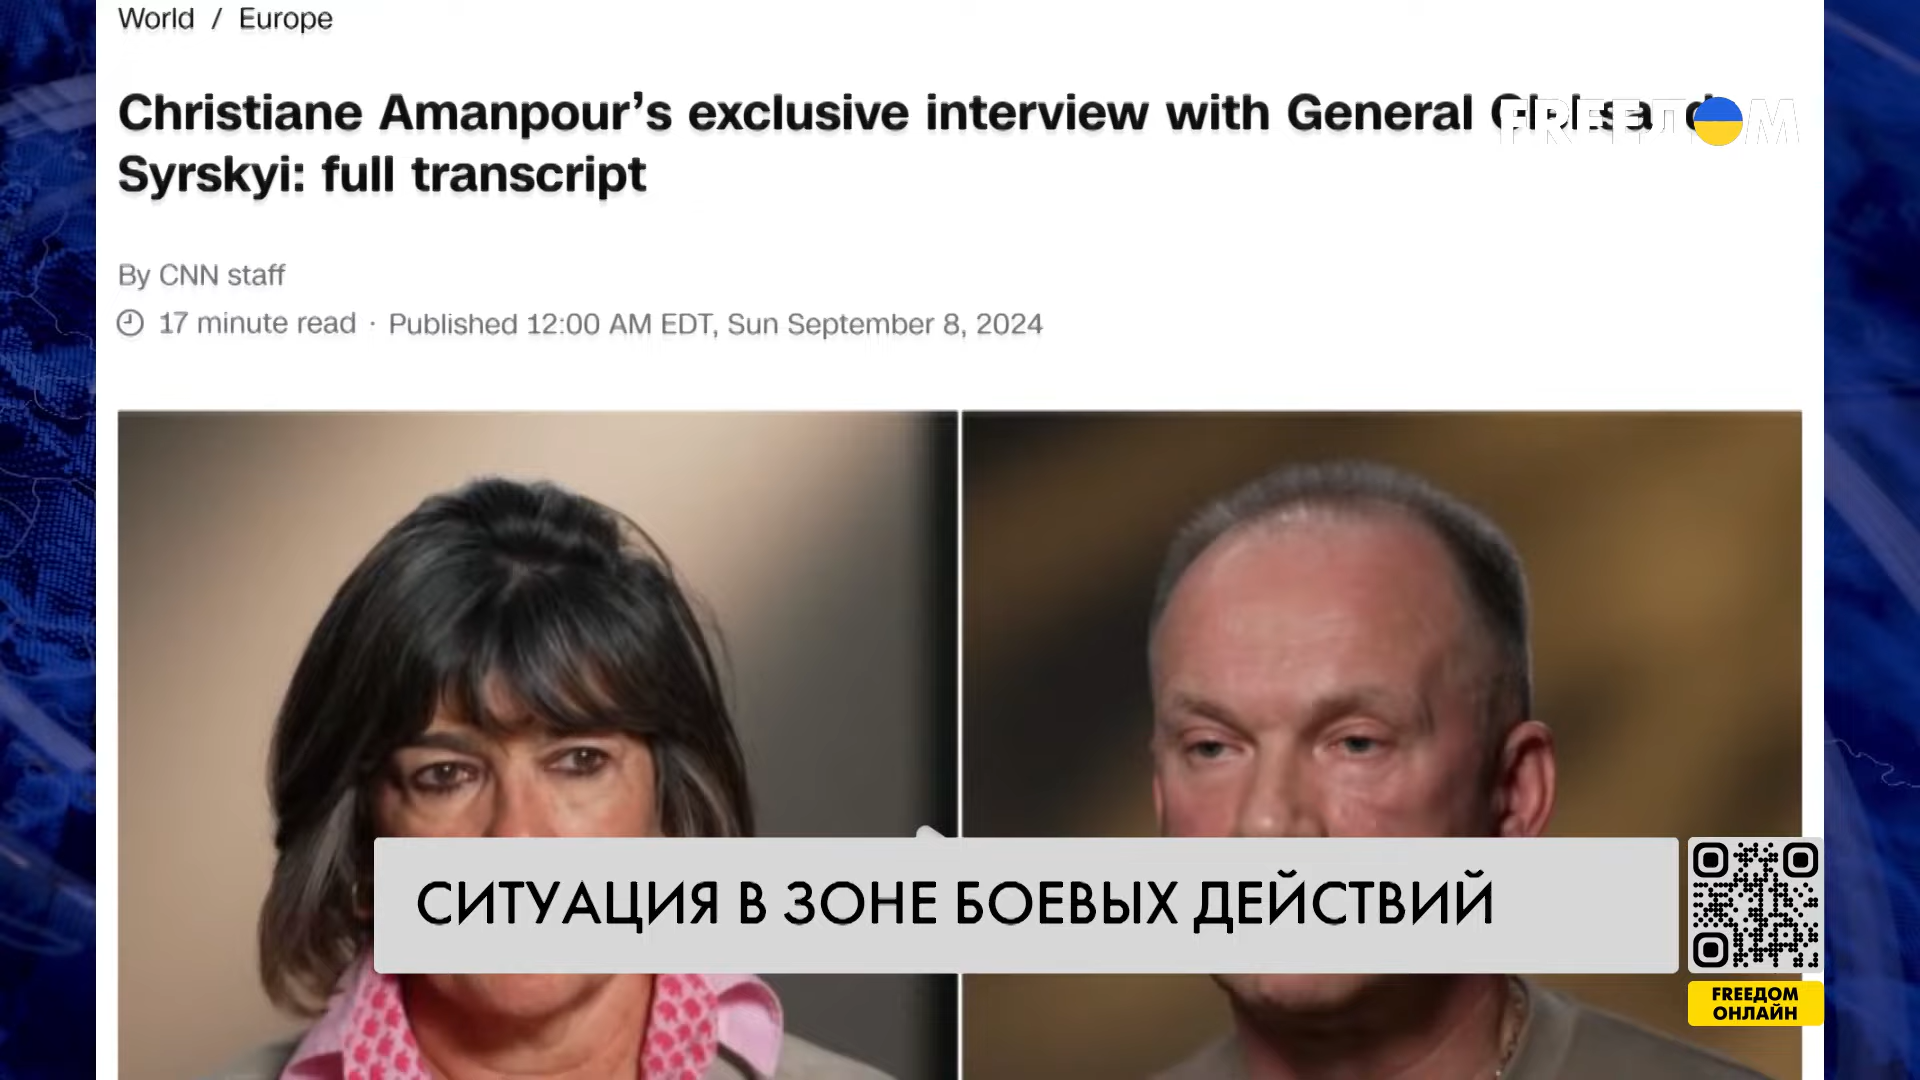 World / Europe
Christiane Amanpour's exclusive interview with General
Syrskyi: full transcript
By CNN staff
17 minute read · Published 12:00 AM EDT, Sun September 8, 2024
FREEДОМ
СИТУАЦИЯ В ЗОНЕ БОЕВЫХ ДЕЙСТВИЙ
FREEДОМ
ОНЛАЙН